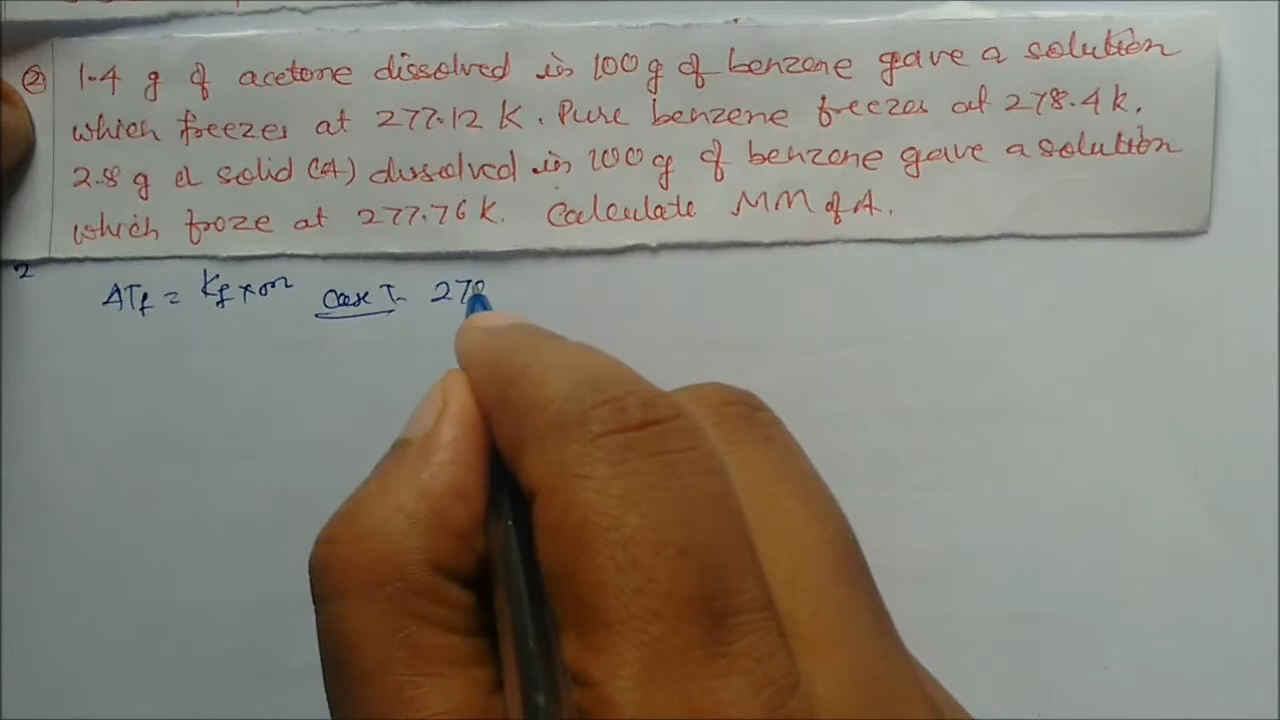 ② 1.4 g of acetone dissolved in 100 g of benzene gave a solution
which freezes at 277.12 K. Pure benzene freezes at 278.4 k.
2.8 g of solid (A) dissolved in 100 g of benzene gave a solution
which froze at 277.76 K. Calculate MM of A.
2
ΔTf = Kf × m Case I 278